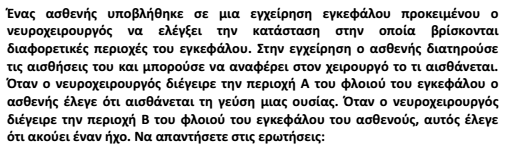 Ένας ασθενής υποβλήθηκε σε μια εγχείρηση εγκεφάλου προκειμένου ο
νευροχειρουργός να ελέγξει την κατάσταση στην οποία βρίσκονται
διαφορετικές περιοχές του εγκεφάλου. Στην εγχείρηση ο ασθενής διατηρούσε
τις αισθήσεις του και μπορούσε να αναφέρει στον χειρουργό το τι αισθάνεται.
Όταν ο νευροχειρουργός διέγειρε την περιοχή Α του φλοιού του εγκεφάλου ο
ασθενής έλεγε ότι αισθάνεται τη γεύση μιας ουσίας. Όταν ο νευροχειρουργός
διέγειρε την περιοχή Β του φλοιού του εγκεφάλου του ασθενούς, αυτός έλεγε
ότι ακούει έναν ήχο. Να απαντήσετε στις ερωτήσεις: